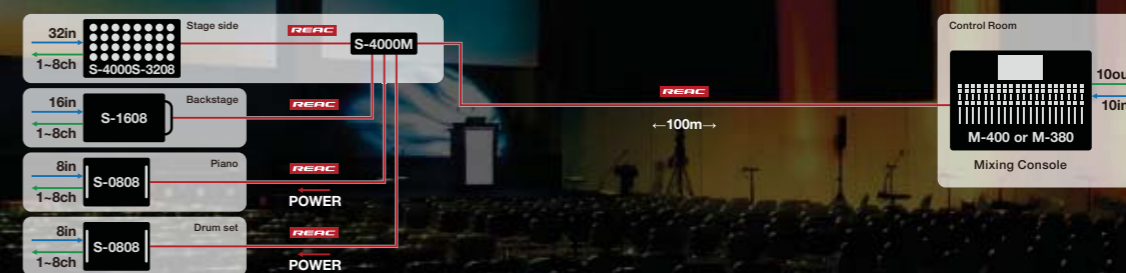 Stage side
32in
1~8ch
S-4000S-3208
REAC
S-4000M
Backstage
16in
1~8ch
S-1608
REAC
Piano
8in
1~8ch
S-0808
REAC
POWER
Drum set
8in
1~8ch
S-0808
REAC
POWER
REAC
←100m→
Control Room
M-400 or M-380
Mixing Console
10in